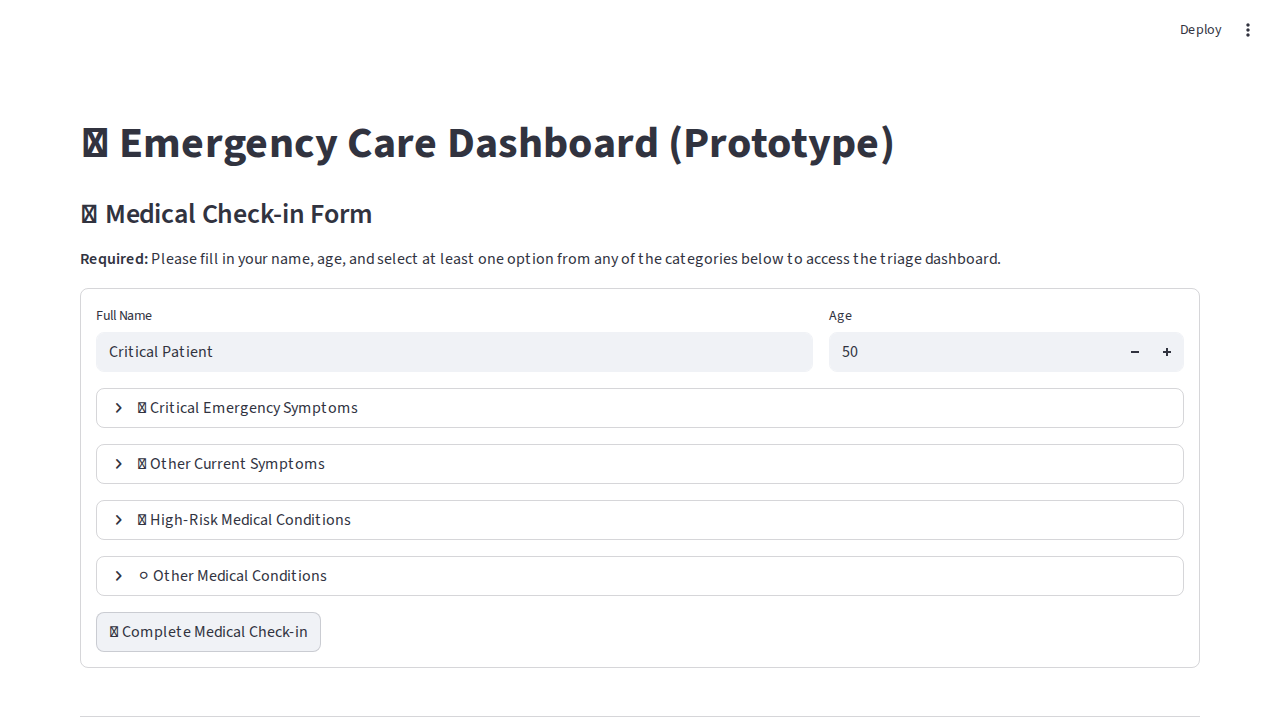 Deploy
Emergency Care Dashboard (Prototype)
Medical Check-in Form
Required: Please fill in your name, age, and select at least one option from any of the categories below to access the triage dashboard.
Full Name
Age
Critical Patient
50
Critical Emergency Symptoms
Other Current Symptoms
High-Risk Medical Conditions
Other Medical Conditions
Complete Medical Check-in